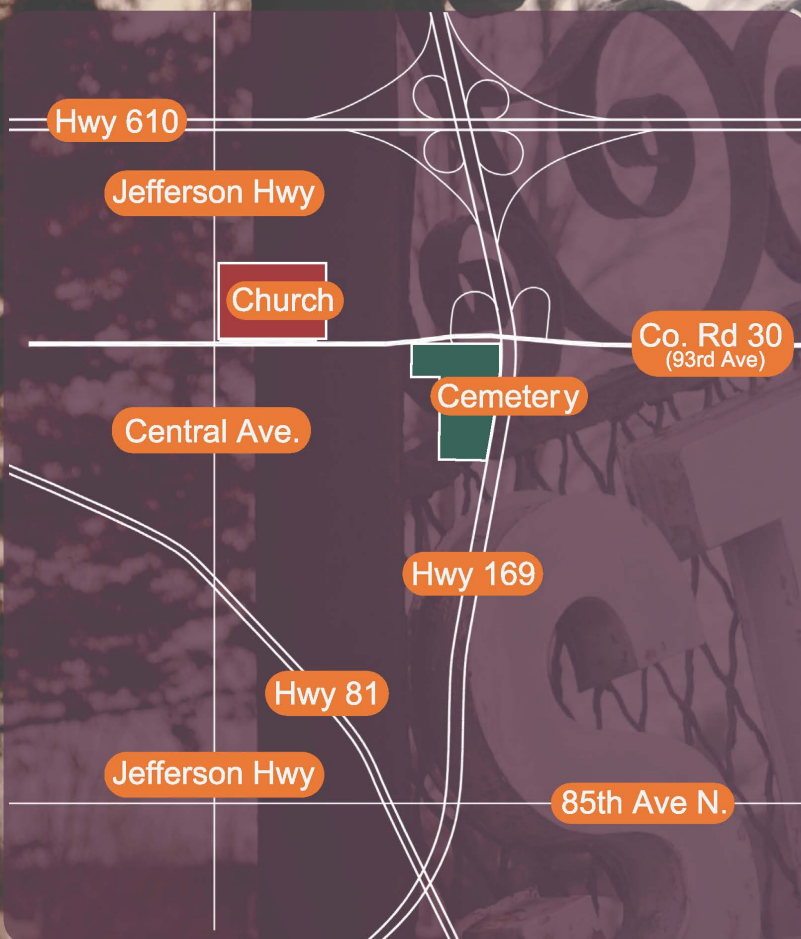 Hwy 610
Jefferson Hwy
Church
Co. Rd 30
(93rd Ave)
Cemetery
Central Ave.
Hwy 169
Hwy 81
Jefferson Hwy
85th Ave N.